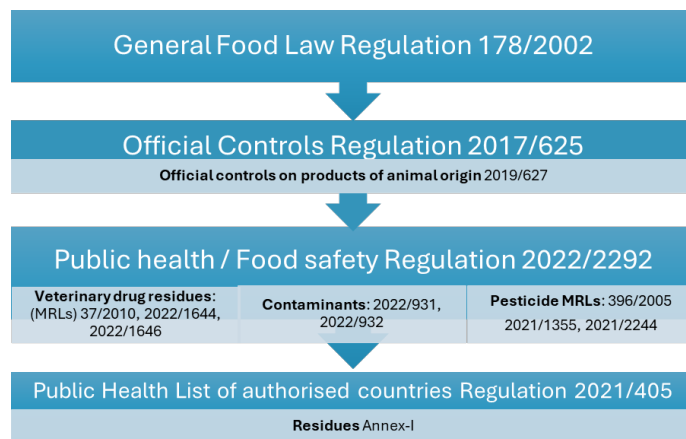 General Food Law Regulation 178/2002
Official Controls Regulation 2017/625
Official controls on products of animal origin 2019/627
Public health / Food safety Regulation 2022/2292
Veterinary drug residues:
(MRLs) 37/2010, 2022/1644,
2022/1646
Contaminants: 2022/931,
2022/932
Pesticide MRLs: 396/2005
2021/1355, 2021/2244
Public Health List of authorised countries Regulation 2021/405
Residues Annex-I